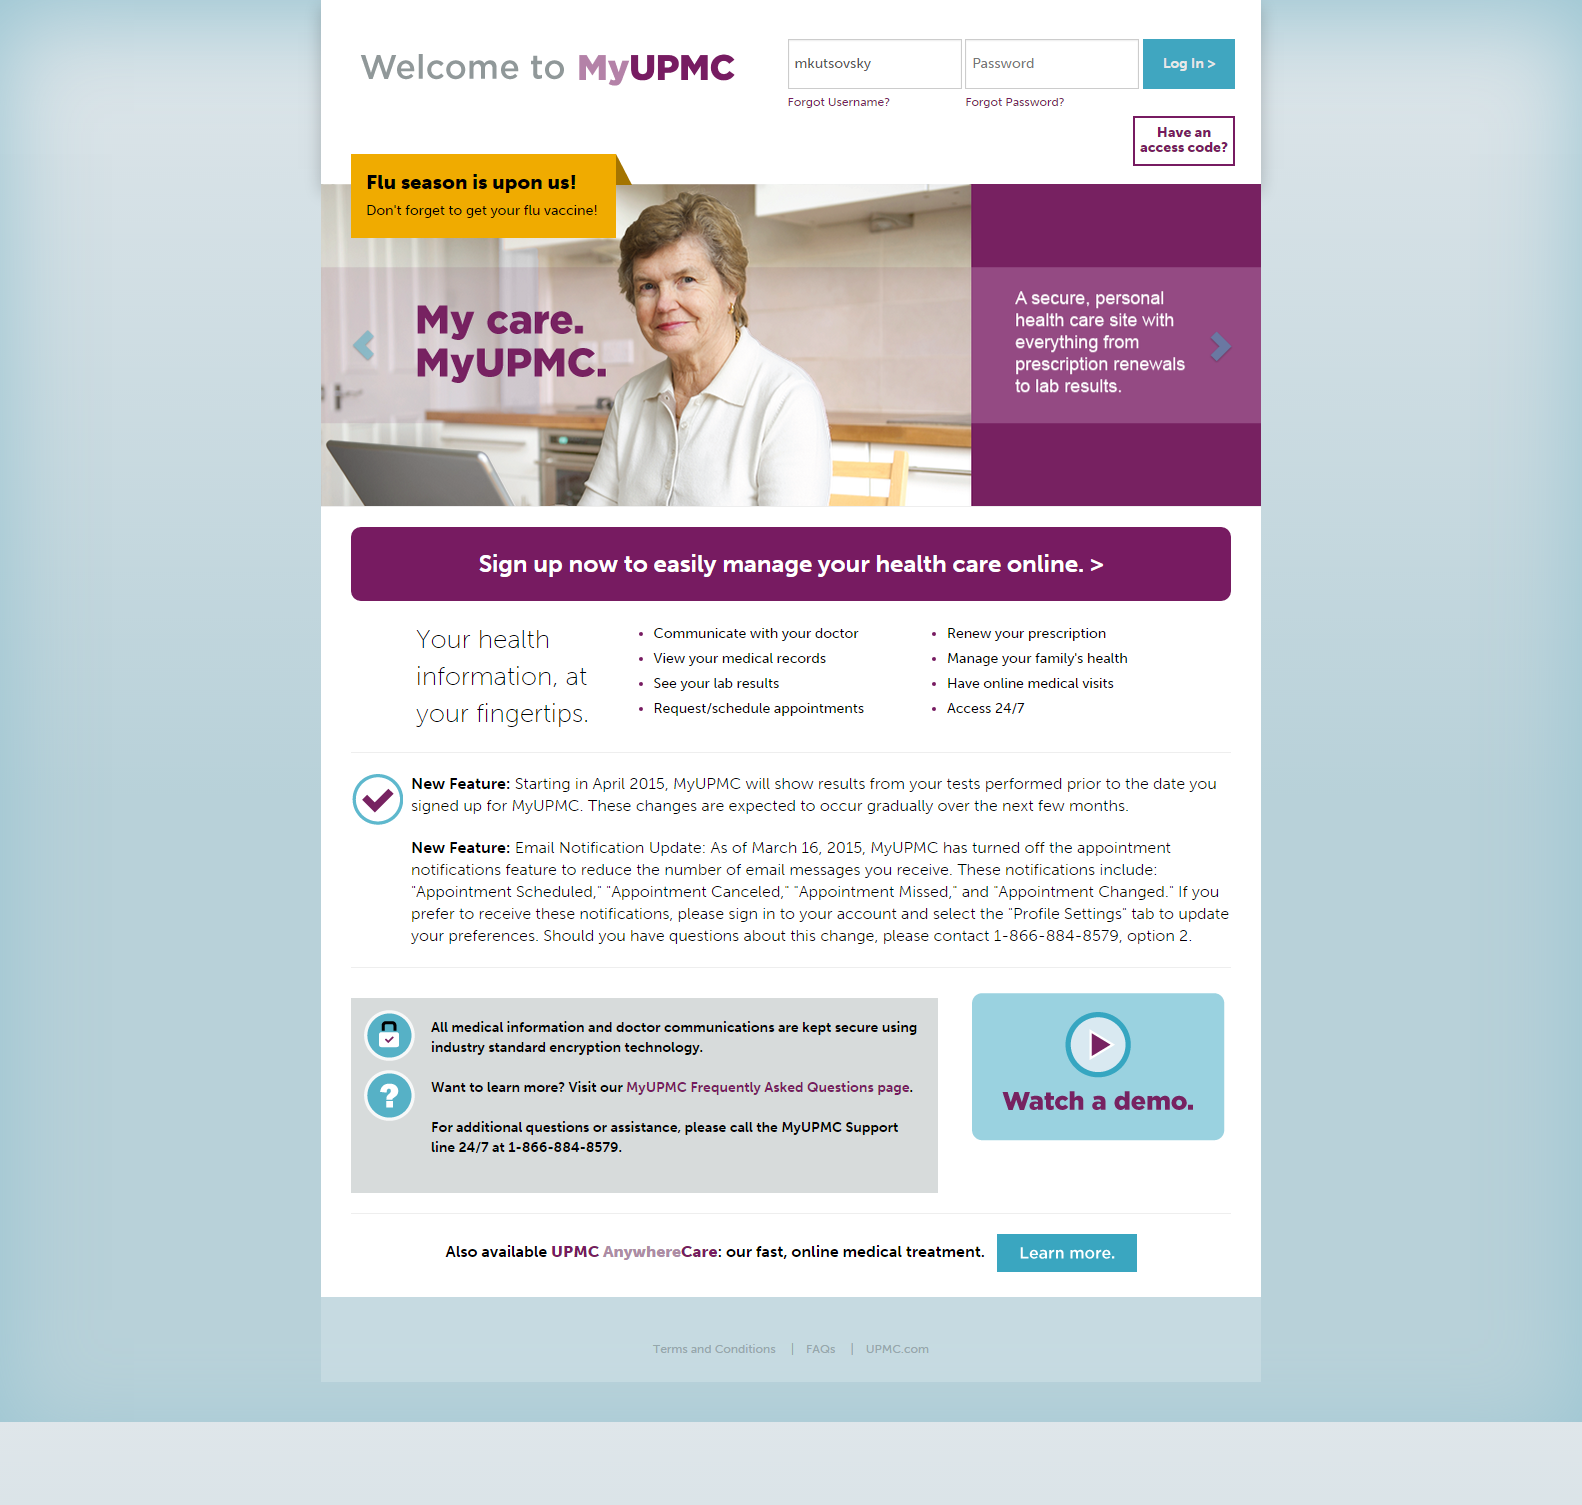 Welcome to MyUPMC
mkutsovsky
Password
Log In >
Forgot Username?
Forgot Password?
Have an
access code?
Flu season is upon us!
Don't forget to get your flu vaccine!
My care.
MyUPMC.
A secure, personal
health care site with
everything from
prescription renewals
to lab results.
Sign up now to easily manage your health care online. >
Your health
information, at
your fingertips.
• Communicate with your doctor
• View your medical records
• See your lab results
• Request/schedule appointments
• Renew your prescription
• Manage your family's health
• Have online medical visits
• Access 24/7
New Feature: Starting in April 2015, MyUPMC will show results from your tests performed prior to the date you
signed up for MyUPMC. These changes are expected to occur gradually over the next few months.
New Feature: Email Notification Update: As of March 16, 2015, MyUPMC has turned off the appointment
notifications feature to reduce the number of email messages you receive. These notifications include:
"Appointment Scheduled," "Appointment Canceled," "Appointment Missed," and "Appointment Changed." If you
prefer to receive these notifications, please sign in to your account and select the "Profile Settings" tab to update
your preferences. Should you have questions about this change, please contact 1-866-884-8579, option 2.
All medical information and doctor communications are kept secure using
industry standard encryption technology.
Want to learn more? Visit our MyUPMC Frequently Asked Questions page.
For additional questions or assistance, please call the MyUPMC Support
line 24/7 at 1-866-884-8579.
Watch a demo.
Also available UPMC AnywhereCare: our fast, online medical treatment.
Learn more.
Terms and Conditions | FAQs | UPMC.com